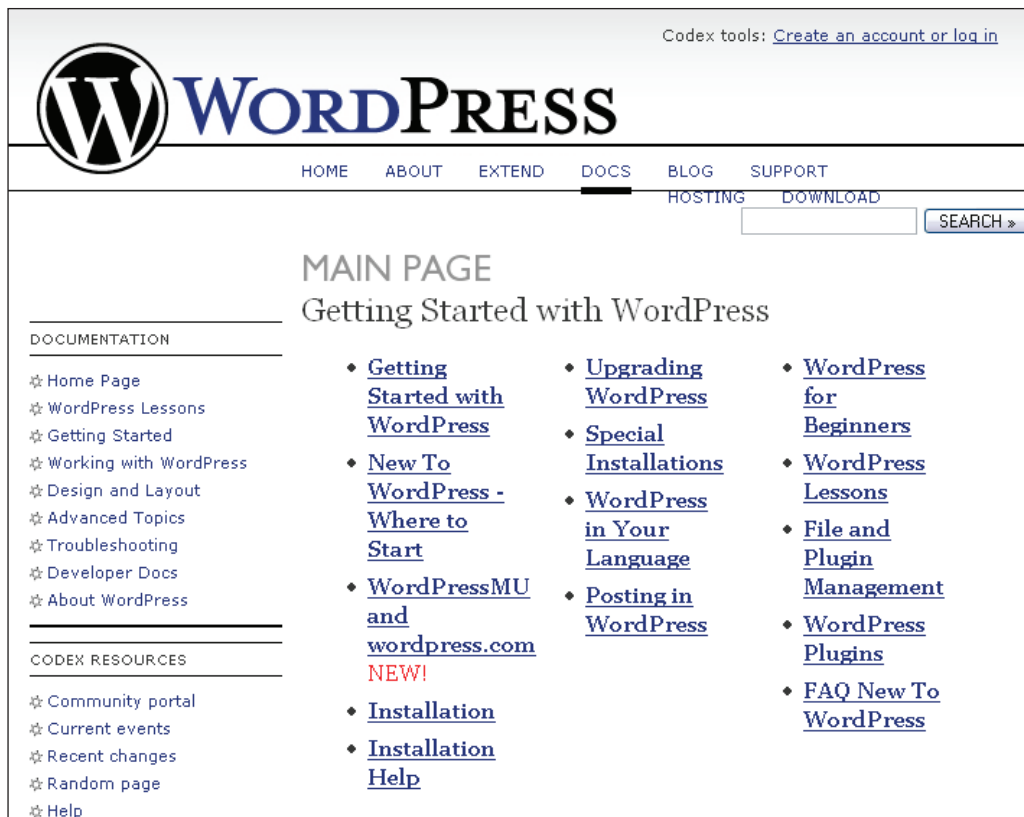 Codex tools: Create an account or log in
WORDPRESS
HOME ABOUT EXTEND DOCS BLOG SUPPORT
HOSTING DOWNLOAD
SEARCH »
MAIN PAGE
Getting Started with WordPress
DOCUMENTATION
Home Page
WordPress Lessons
Getting Started
Working with WordPress
Design and Layout
Advanced Topics
Troubleshooting
Developer Docs
About WordPress
CODEX RESOURCES
Community portal
Current events
Recent changes
Random page
Help
Getting
Started with
WordPress
New To
WordPress -
Where to
Start
WordPressMU
and
wordpress.com
NEW!
Installation
Installation
Help
Upgrading
WordPress
Special
Installations
WordPress
in Your
Language
Posting in
WordPress
WordPress
for
Beginners
WordPress
Lessons
File and
Plugin
Management
WordPress
Plugins
FAQ New To
WordPress